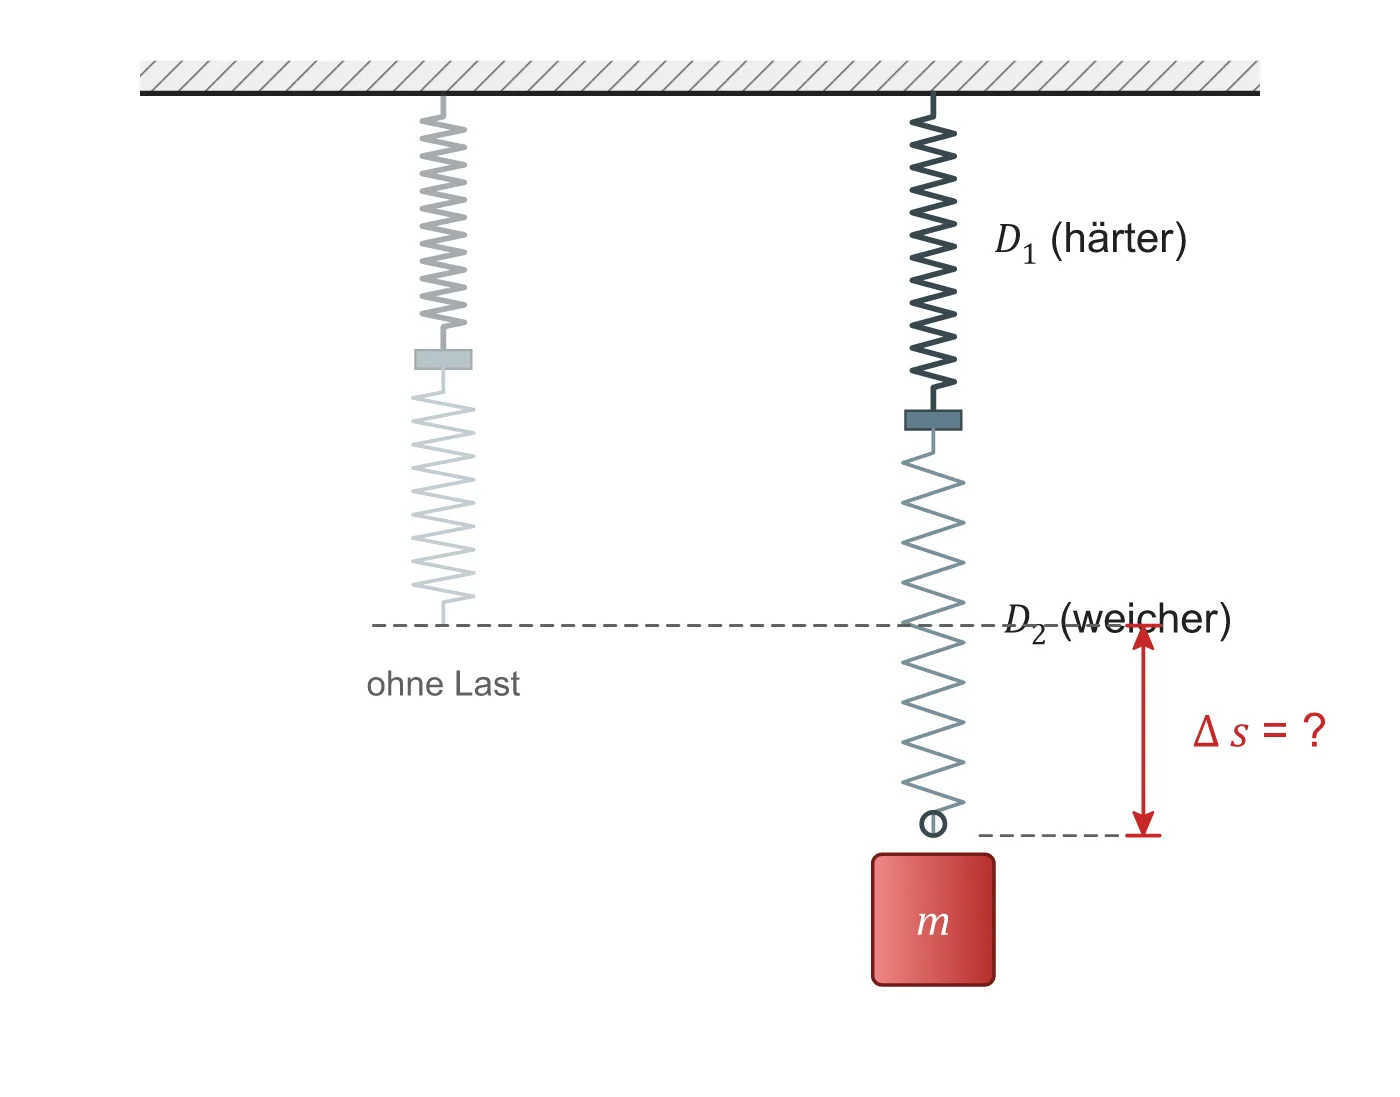 D₁ (härter)
D₂ (weicher)
ohne Last
Δ s = ?
m